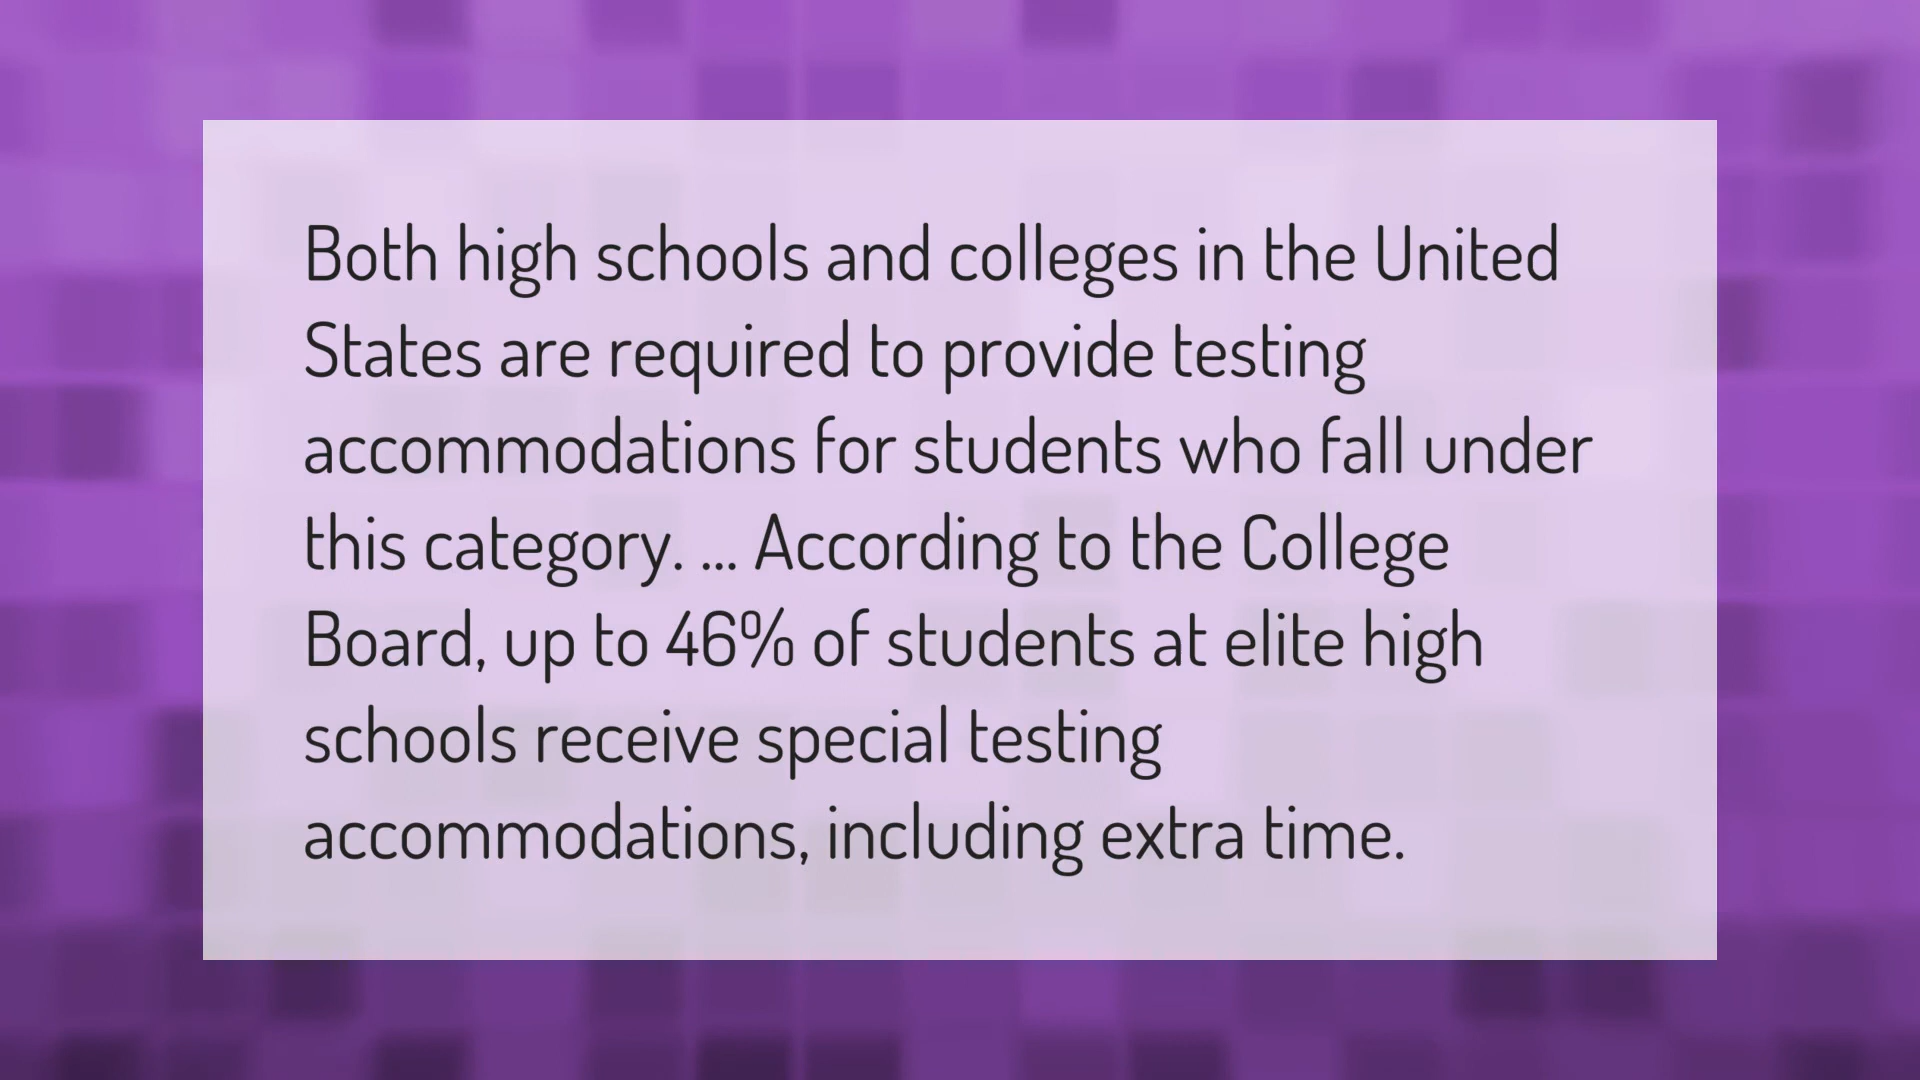 Both high schools and colleges in the United
States are required to provide testing
accommodations for students who fall under
this category. ... According to the College
Board, up to 46% of students at elite high
schools receive special testing
accommodations, including extra time.